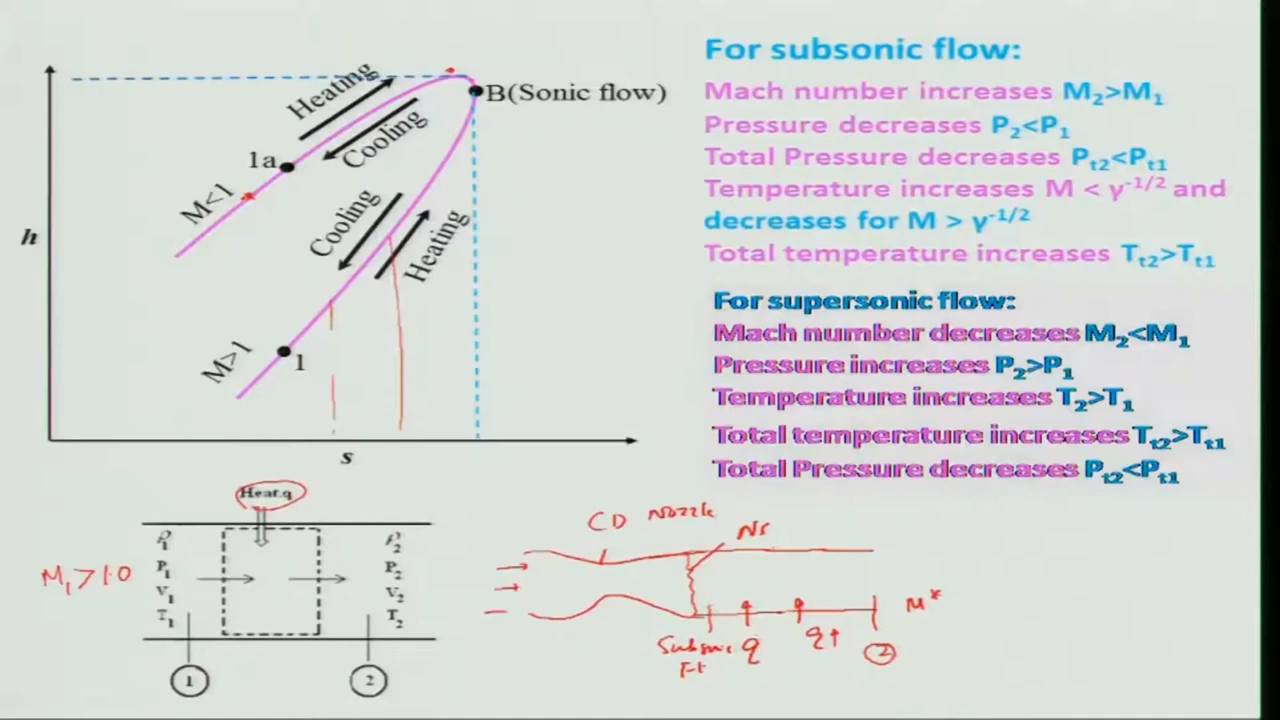 For subsonic flow:
Mach number increases M₂>M₁
Pressure decreases P₂<P₁
Total Pressure decreases Pt₂<Pt₁
Temperature increases M < γ⁻¹/² and
decreases for M > γ⁻¹/²
Total temperature increases Tt₂>Tt₁
For supersonic flow:
Mach number decreases M₂<M₁
Pressure increases P₂>P₁
Temperature increases T₂>T₁
Total temperature increases Tt₂>Tt₁
Total Pressure decreases Pt₂<Pt₁
Heating
Cooling
B(Sonic flow)
1a
M<1
Cooling
Heating
h
M>1
1
s
Heat.q
ρ₁
P₁
V₁
T₁
ρ₂
P₂
V₂
T₂
1
2
M₁ > 1.0
CD Nozzle
NS
M*
Subsonic
q
q↑
2